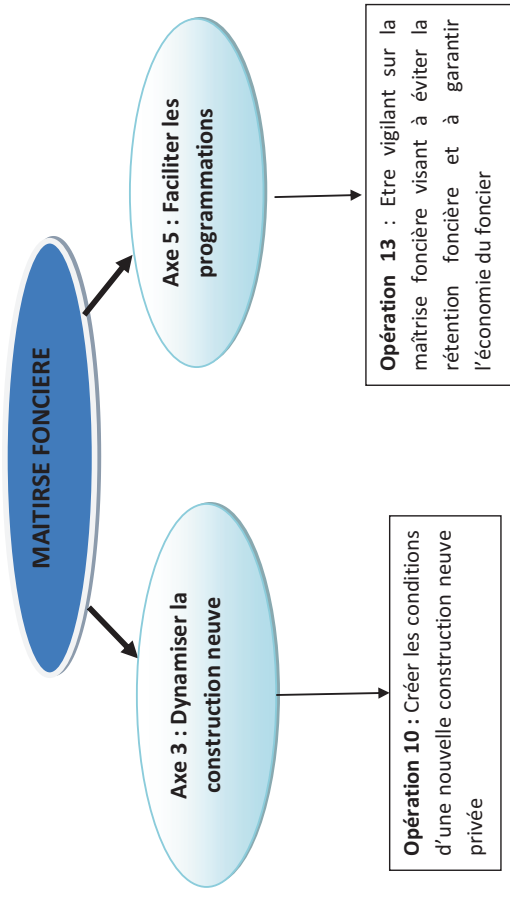 MAITIRSE FONCIERE
Axe 3 : Dynamiser la
construction neuve
Axe 5 : Faciliter les
programmations
Opération 10 : Créer les conditions
d'une nouvelle construction neuve
privée
Opération 13 : Etre vigilant sur la
maîtrise foncière visant à éviter la
rétention foncière et à garantir
l'économie du foncier